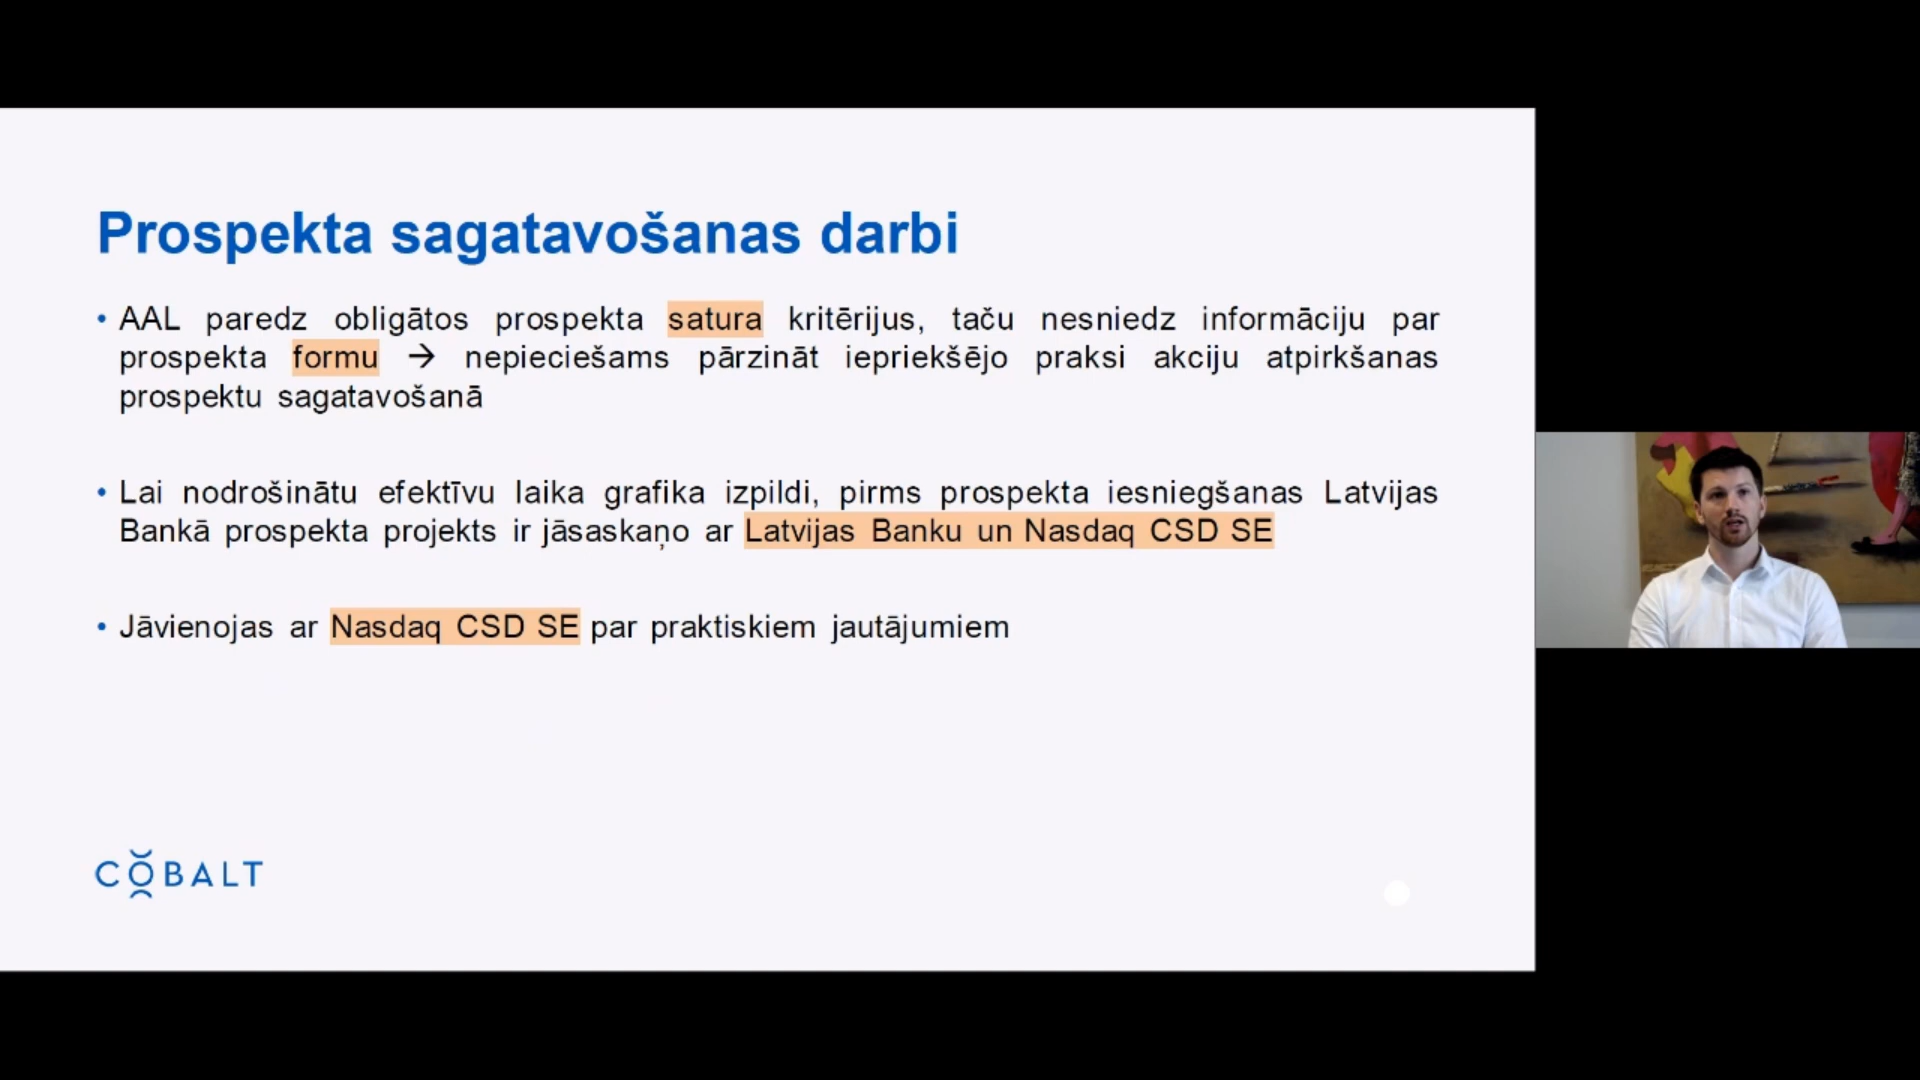 Prospekta sagatavošanas darbi
• AAL paredz obligātos prospekta satura kritērijus, taču nesniedz informāciju par
prospekta formu → nepieciešams pārzināt iepriekšējo praksi akciju atpirkšanas
prospektu sagatavošanā
• Lai nodrošinātu efektīvu laika grafika izpildi, pirms prospekta iesniegšanas Latvijas
Bankā prospekta projekts ir jāsaskaņo ar Latvijas Banku un Nasdaq CSD SE
• Jāvienojas ar Nasdaq CSD SE par praktiskiem jautājumiem
COBALT